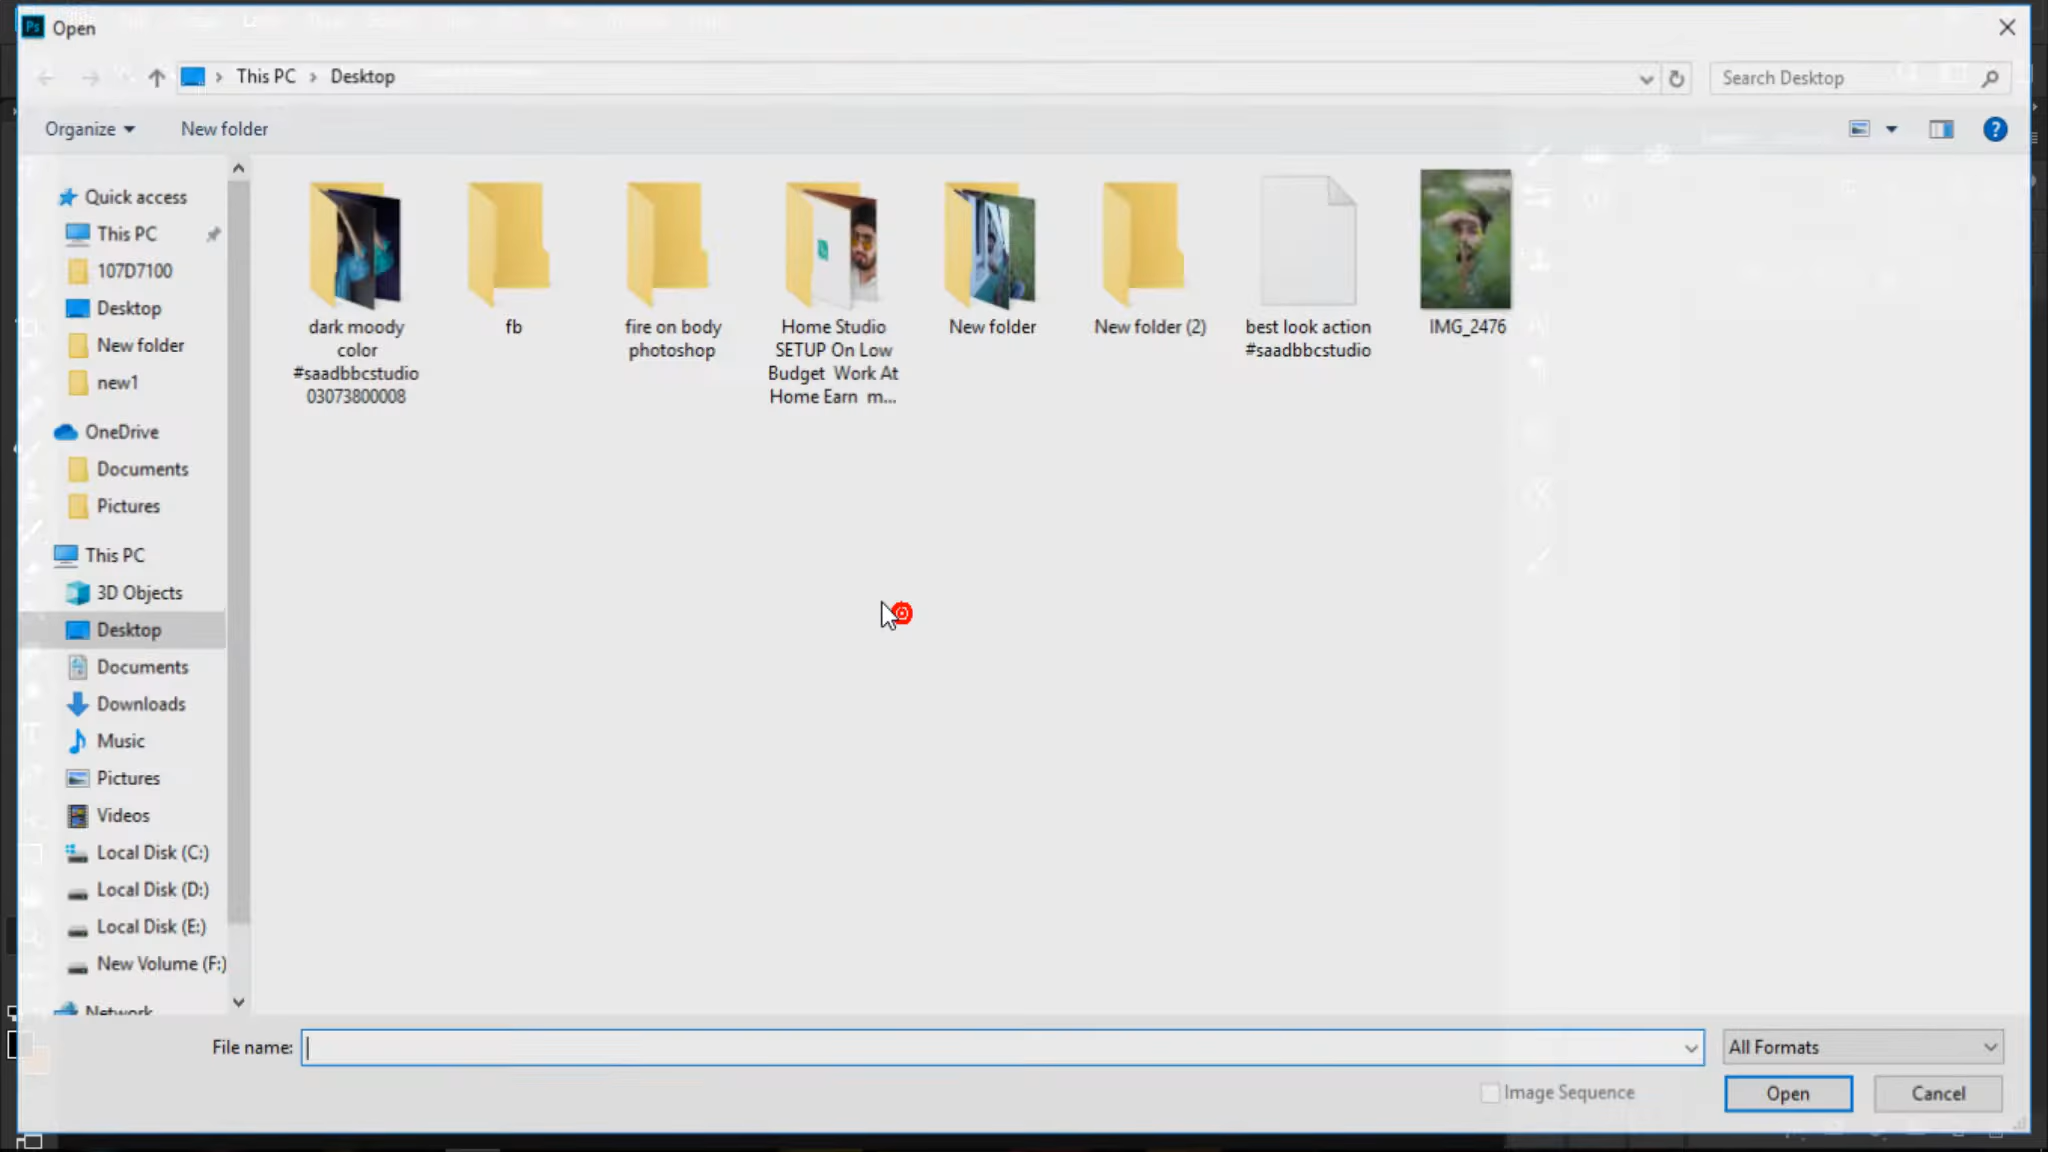 Ps Open
This PC > Desktop
Search Desktop
Organize
New folder
?
Quick access
This PC
107D7100
Desktop
New folder
new1
OneDrive
Documents
Pictures
This PC
3D Objects
Desktop
Documents
Downloads
Music
Pictures
Videos
Local Disk (C:)
Local Disk (D:)
Local Disk (E:)
New Volume (F:)
Network
dark moody
color
#saadbbcstudio
03073800008
fb
fire on body
photoshop
Home Studio
SETUP On Low
Budget Work At
Home Earn m...
New folder
New folder (2)
best look action
#saadbbcstudio
IMG_2476
File name:
All Formats
Image Sequence
Open
Cancel